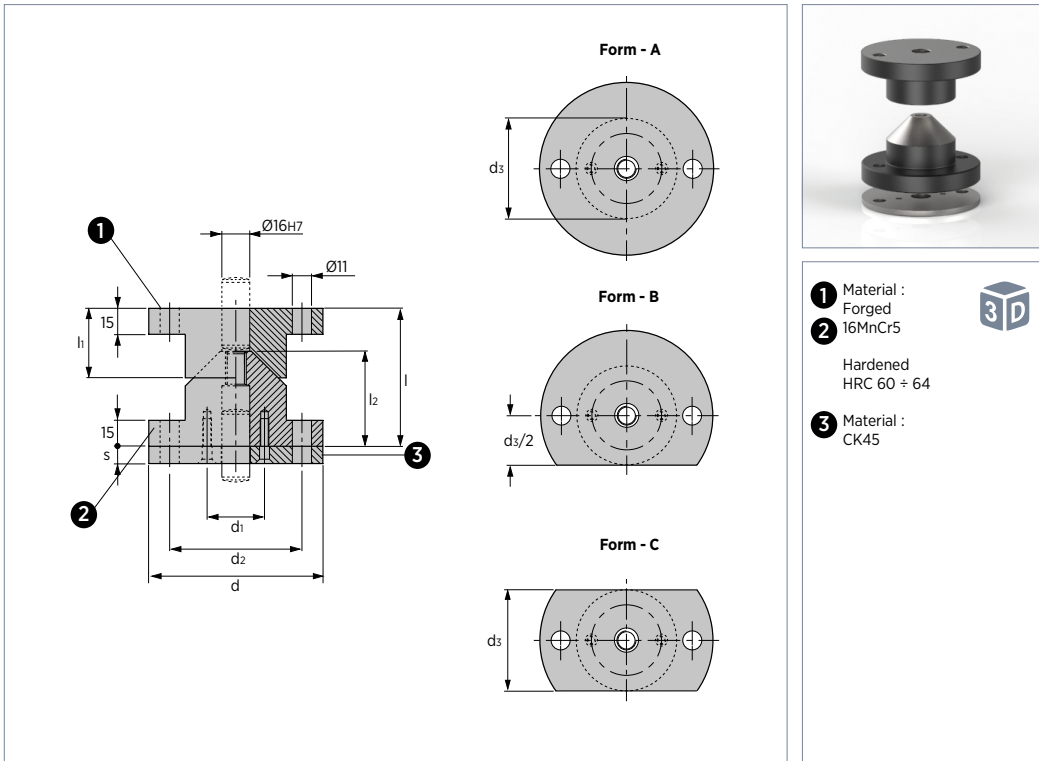 Form - A
d3
Ø16H7
Ø11
1
15
l1
l
l2
15
s
3
2
d1
d2
d
Form - B
d3/2
Form - C
d3
1 Material :
Forged
2 16MnCr5
Hardened
HRC 60 ÷ 64
3 Material :
CK45
3D